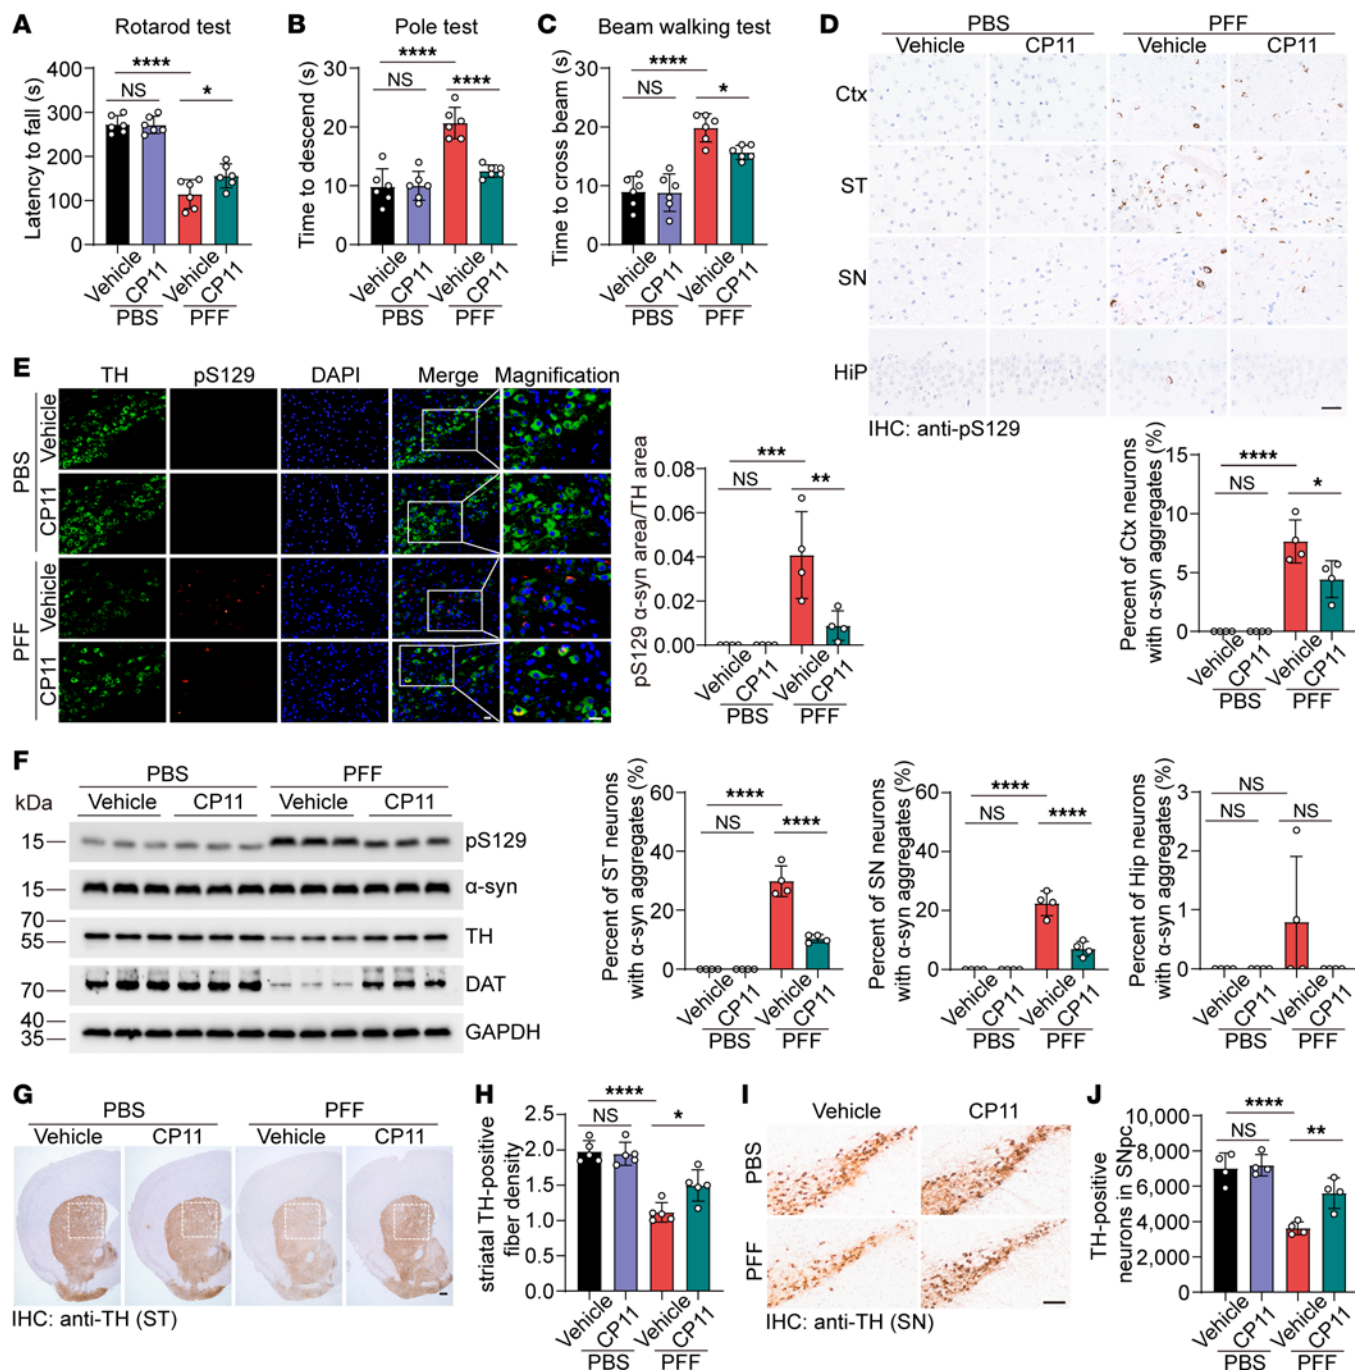 A
Rotarod test
Latency to fall (s)
400
300
200
100
0
****
NS
*
Vehicle
CP11
Vehicle
CP11
PBS
PFF
B
Pole test
Time to descend (s)
30
20
10
0
****
NS
****
Vehicle
CP11
Vehicle
CP11
PBS
PFF
C
Beam walking test
Time to cross beam (s)
30
20
10
0
****
NS
*
Vehicle
CP11
Vehicle
CP11
PBS
PFF
D
PBS
PFF
Vehicle
CP11
Vehicle
CP11
Ctx
ST
SN
HiP
IHC: anti-pS129
Percent of Ctx neurons
with α-syn aggregates (%)
15
10
5
0
****
NS
*
Vehicle
CP11
Vehicle
CP11
PBS
PFF
E
TH
pS129
DAPI
Merge
Magnification
PBS
Vehicle
CP11
PFF
Vehicle
CP11
pS129 α-syn area/TH area
0.08
0.06
0.04
0.02
0.00
***
NS
**
Vehicle
CP11
Vehicle
CP11
PBS
PFF
F
PBS
PFF
kDa
Vehicle
CP11
Vehicle
CP11
15
pS129
15
α-syn
70
55
TH
70
DAT
40
35
GAPDH
Percent of ST neurons
with α-syn aggregates (%)
60
40
20
0
****
NS
****
Vehicle
CP11
Vehicle
CP11
PBS
PFF
Percent of SN neurons
with α-syn aggregates (%)
60
40
20
0
****
NS
****
Vehicle
CP11
Vehicle
CP11
PBS
PFF
Percent of Hip neurons
with α-syn aggregates (%)
3
2
1
0
NS
NS
NS
Vehicle
CP11
Vehicle
CP11
PBS
PFF
G
PBS
PFF
Vehicle
CP11
Vehicle
CP11
IHC: anti-TH (ST)
H
striatal TH-positive
fiber density
2.5
2.0
1.5
1.0
0.5
0
****
NS
*
Vehicle
CP11
Vehicle
CP11
PBS
PFF
I
Vehicle
CP11
PBS
PFF
IHC: anti-TH (SN)
J
TH-positive
neurons in SNpc
10,000
8,000
6,000
4,000
2,000
0
****
NS
**
Vehicle
CP11
Vehicle
CP11
PBS
PFF